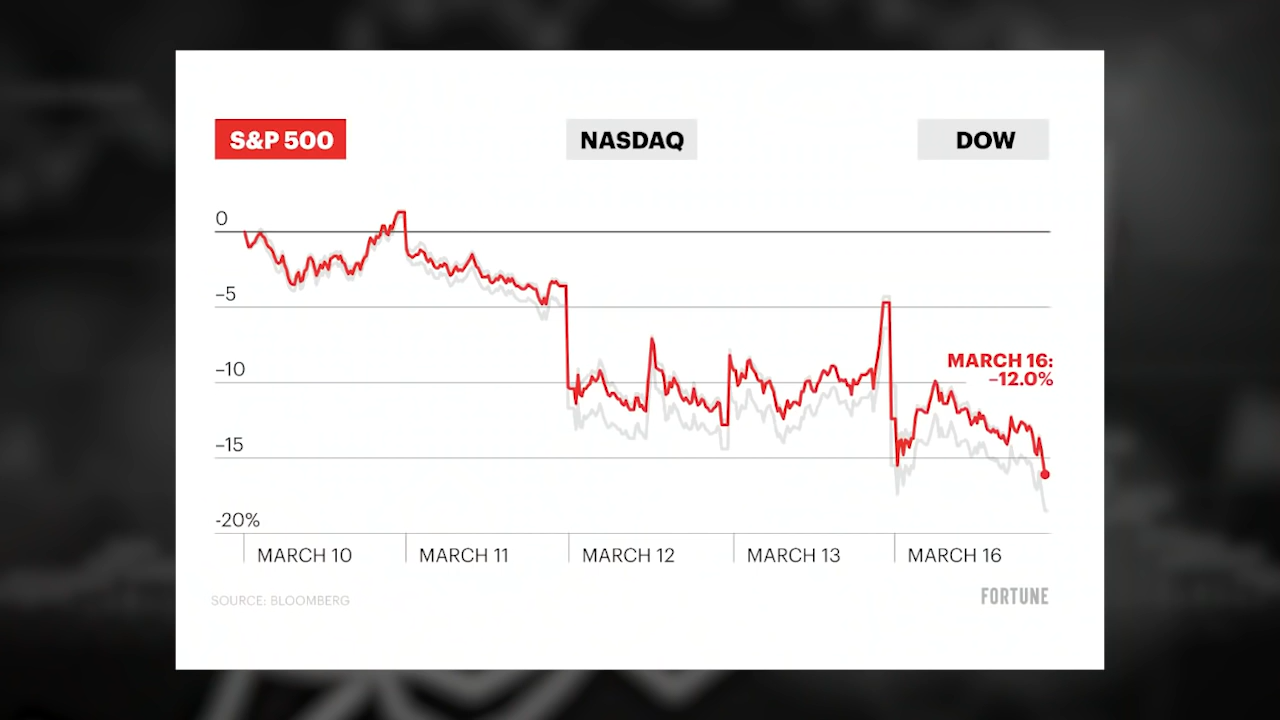 S&P 500
NASDAQ
DOW
0
–5
–10
–15
-20%
MARCH 16:
–12.0%
MARCH 10
MARCH 11
MARCH 12
MARCH 13
MARCH 16
SOURCE: BLOOMBERG
FORTUNE